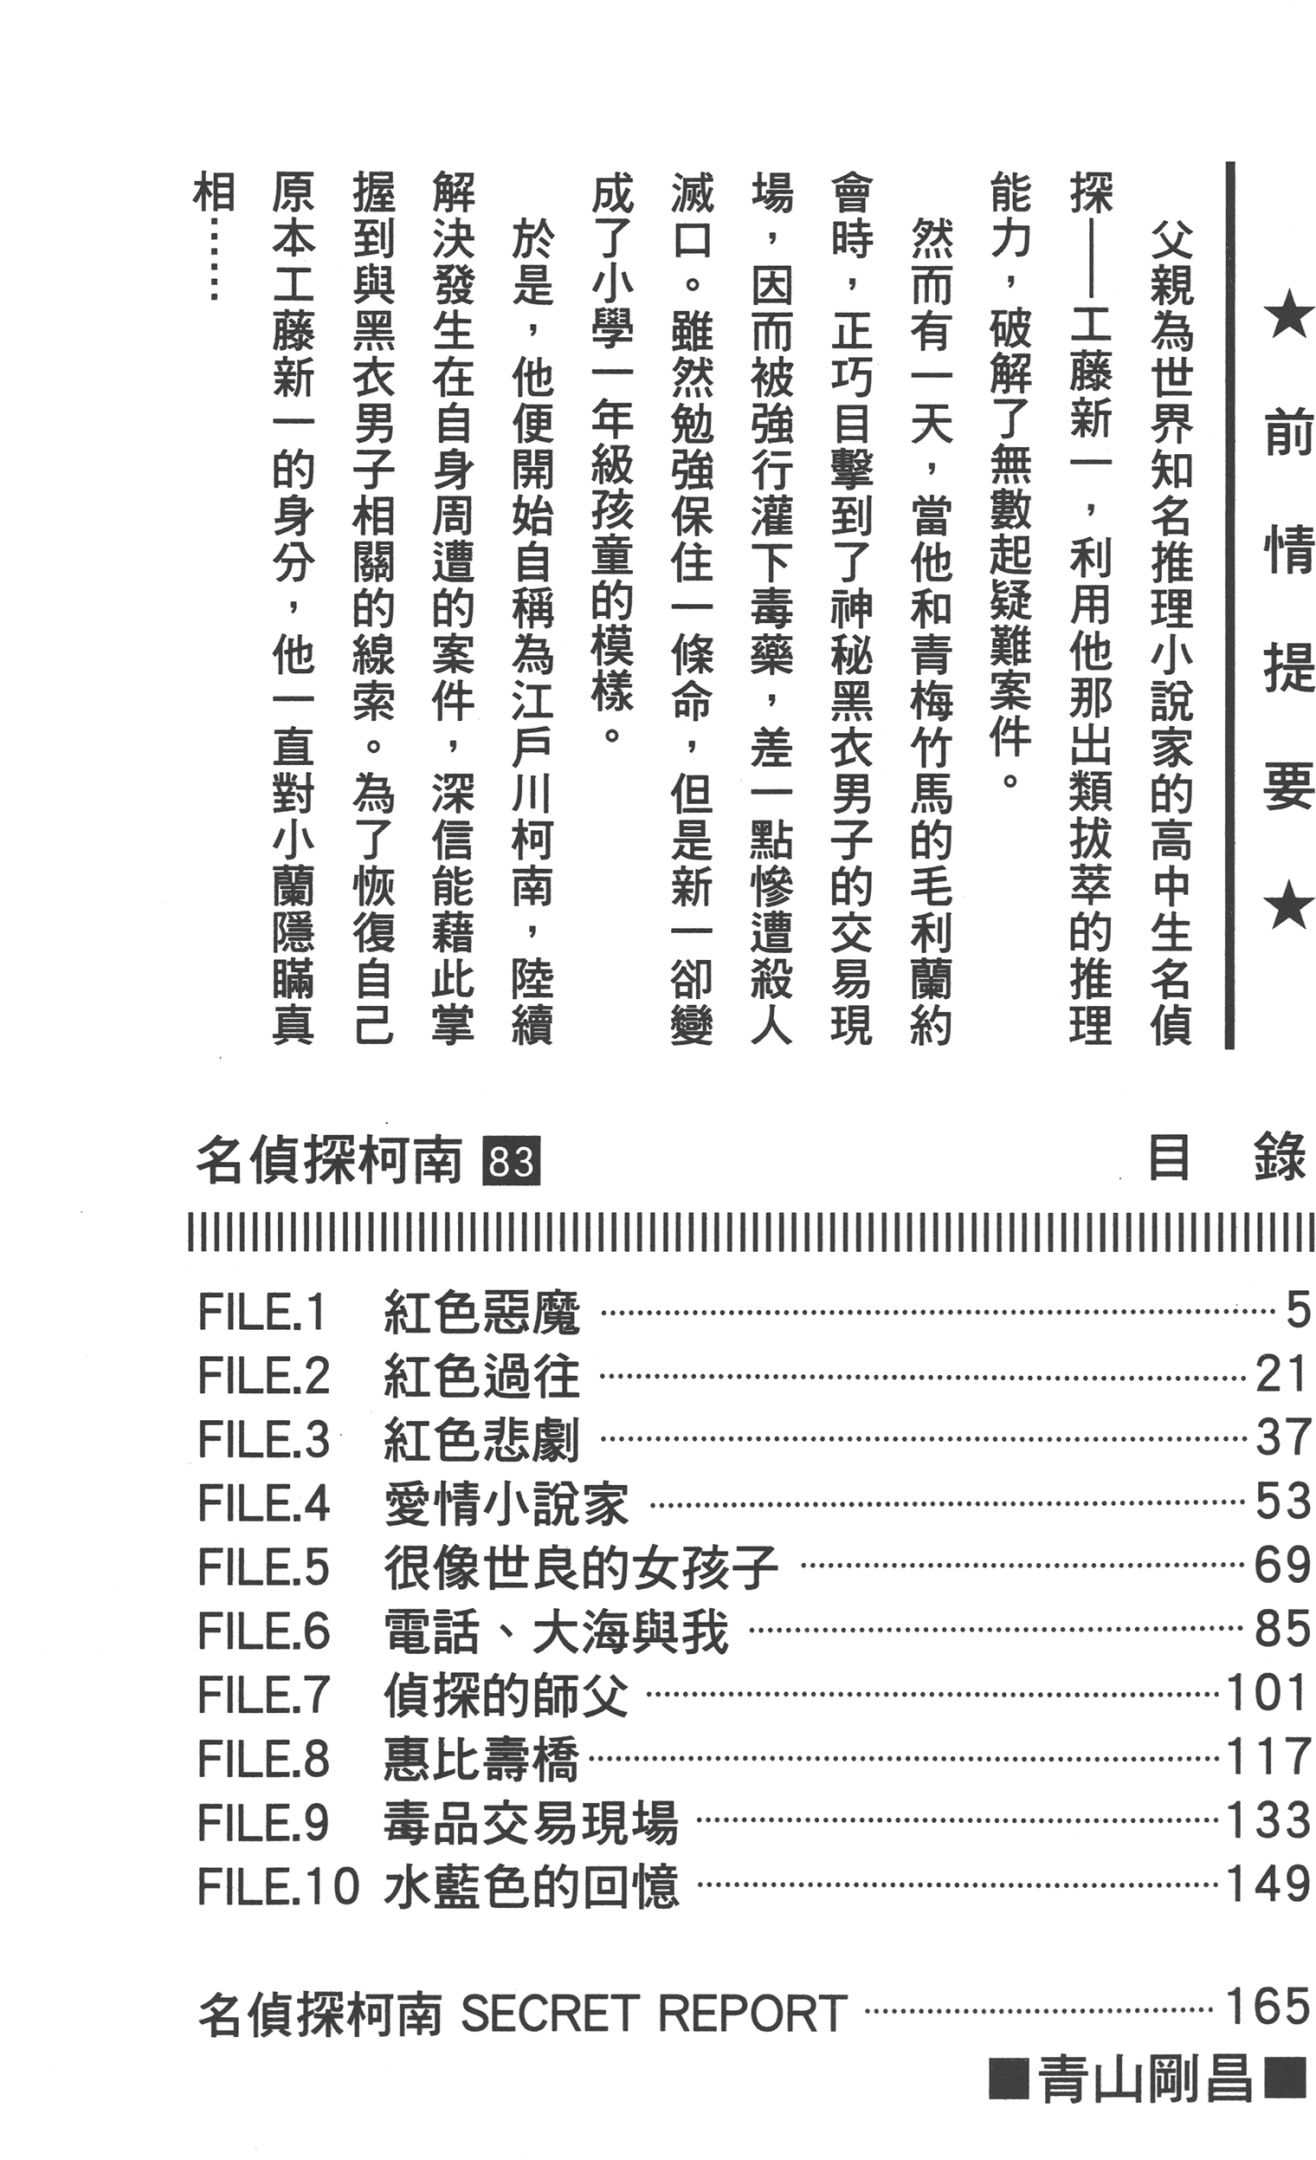 ★前情提要★
父親為世界知名推理小說家的高中生名偵
探——工藤新一，利用他那出類拔萃的推理
能力，破解了無數起疑難案件。
然而有一天，當他和青梅竹馬的毛利蘭約
會時，正巧目擊到了神秘黑衣男子的交易現
場，因而被強行灌下毒藥，差一點慘遭殺人
滅口。雖然勉強保住一條命，但是新一卻變
成了小學一年級孩童的模樣。
於是，他便開始自稱為江戶川柯南，陸續
解決發生在自身周遭的案件，深信能藉此掌
握到與黑衣男子相關的線索。為了恢復自己
原本工藤新一的身分，他一直對小蘭隱瞞真
相……
名偵探柯南 83 目 錄
FILE.1 紅色惡魔 …… 5
FILE.2 紅色過往 …… 21
FILE.3 紅色悲劇 …… 37
FILE.4 愛情小說家 …… 53
FILE.5 很像世良的女孩子 …… 69
FILE.6 電話、大海與我 …… 85
FILE.7 偵探的師父 …… 101
FILE.8 惠比壽橋 …… 117
FILE.9 毒品交易現場 …… 133
FILE.10 水藍色的回憶 …… 149
名偵探柯南 SECRET REPORT …… 165
■青山剛昌■